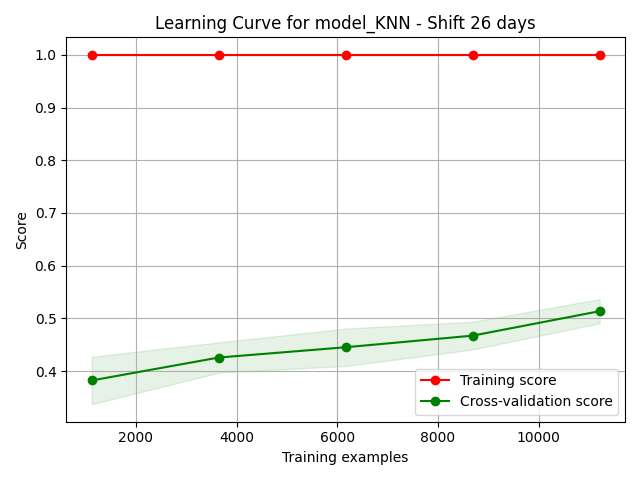 Learning Curve for model_KNN - Shift 26 days
1.0
0.9
0.8
0.7
0.6
0.5
0.4
Score
2000 4000 6000 8000 10000
Training examples
Training score
Cross-validation score